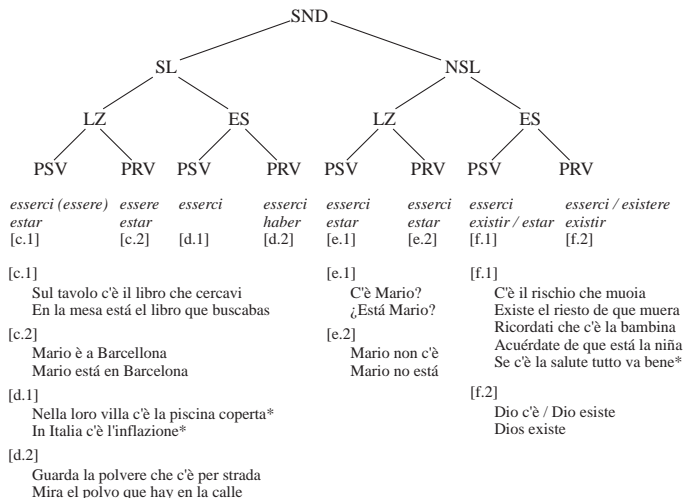 SND
SL NSL
LZ ES LZ ES
PSV PRV PSV PRV PSV PRV PSV PRV
esserci (essere) essere esserci esserci esserci esserci esserci esserci / esistere
estar estar haber estar estar existir / estar existir
[c.1] [c.2] [d.1] [d.2] [e.1] [e.2] [f.1] [f.2]
[c.1]
Sul tavolo c'è il libro che cercavi
En la mesa está el libro que buscabas
[c.2]
Mario è a Barcellona
Mario está en Barcelona
[d.1]
Nella loro villa c'è la piscina coperta*
In Italia c'è l'inflazione*
[d.2]
Guarda la polvere che c'è per strada
Mira el polvo que hay en la calle
[e.1]
C'è Mario?
¿Está Mario?
[e.2]
Mario non c'è
Mario no está
[f.1]
C'è il rischio che muoia
Existe el riesto de que muera
Ricordati che c'è la bambina
Acuérdate de que está la niña
Se c'è la salute tutto va bene*
[f.2]
Dio c'è / Dio esiste
Dios existe